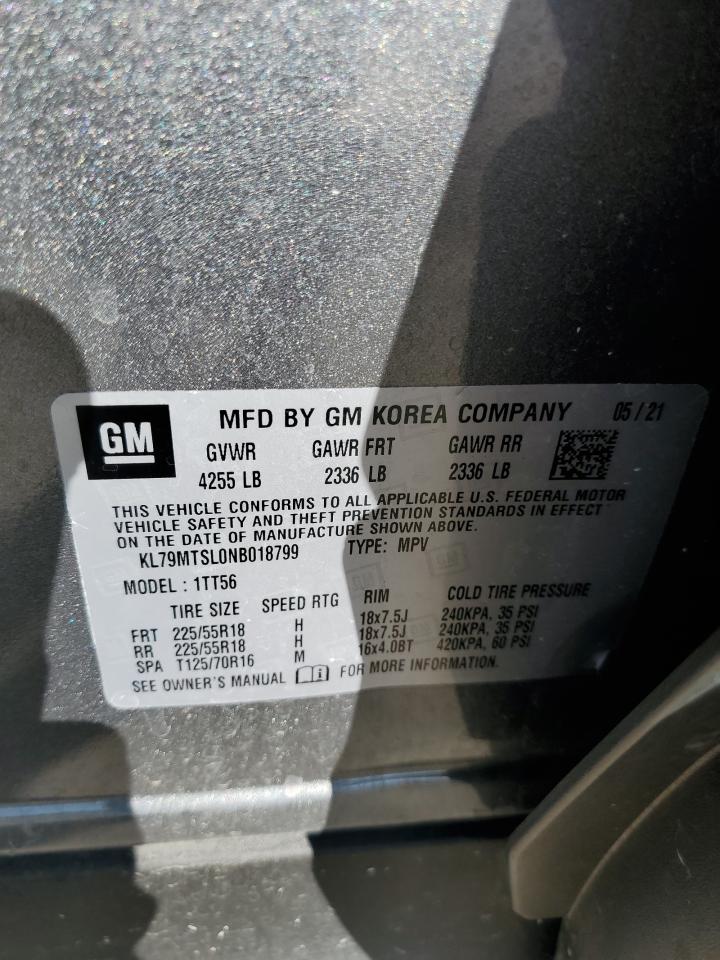 GM MFD BY GM KOREA COMPANY 05/21
GVWR GAWR FRT GAWR RR
4255 LB 2336 LB 2336 LB
THIS VEHICLE CONFORMS TO ALL APPLICABLE U.S. FEDERAL MOTOR
VEHICLE SAFETY AND THEFT PREVENTION STANDARDS IN EFFECT
ON THE DATE OF MANUFACTURE SHOWN ABOVE.
KL79MTSL0NB018799 TYPE: MPV
MODEL : 1TT56
TIRE SIZE SPEED RTG RIM COLD TIRE PRESSURE
FRT 225/55R18 H 18x7.5J 240KPA, 35 PSI
RR 225/55R18 H 18x7.5J 240KPA, 35 PSI
SPA T125/70R16 M 16x4.0BT 420KPA, 60 PSI
SEE OWNER'S MANUAL FOR MORE INFORMATION.